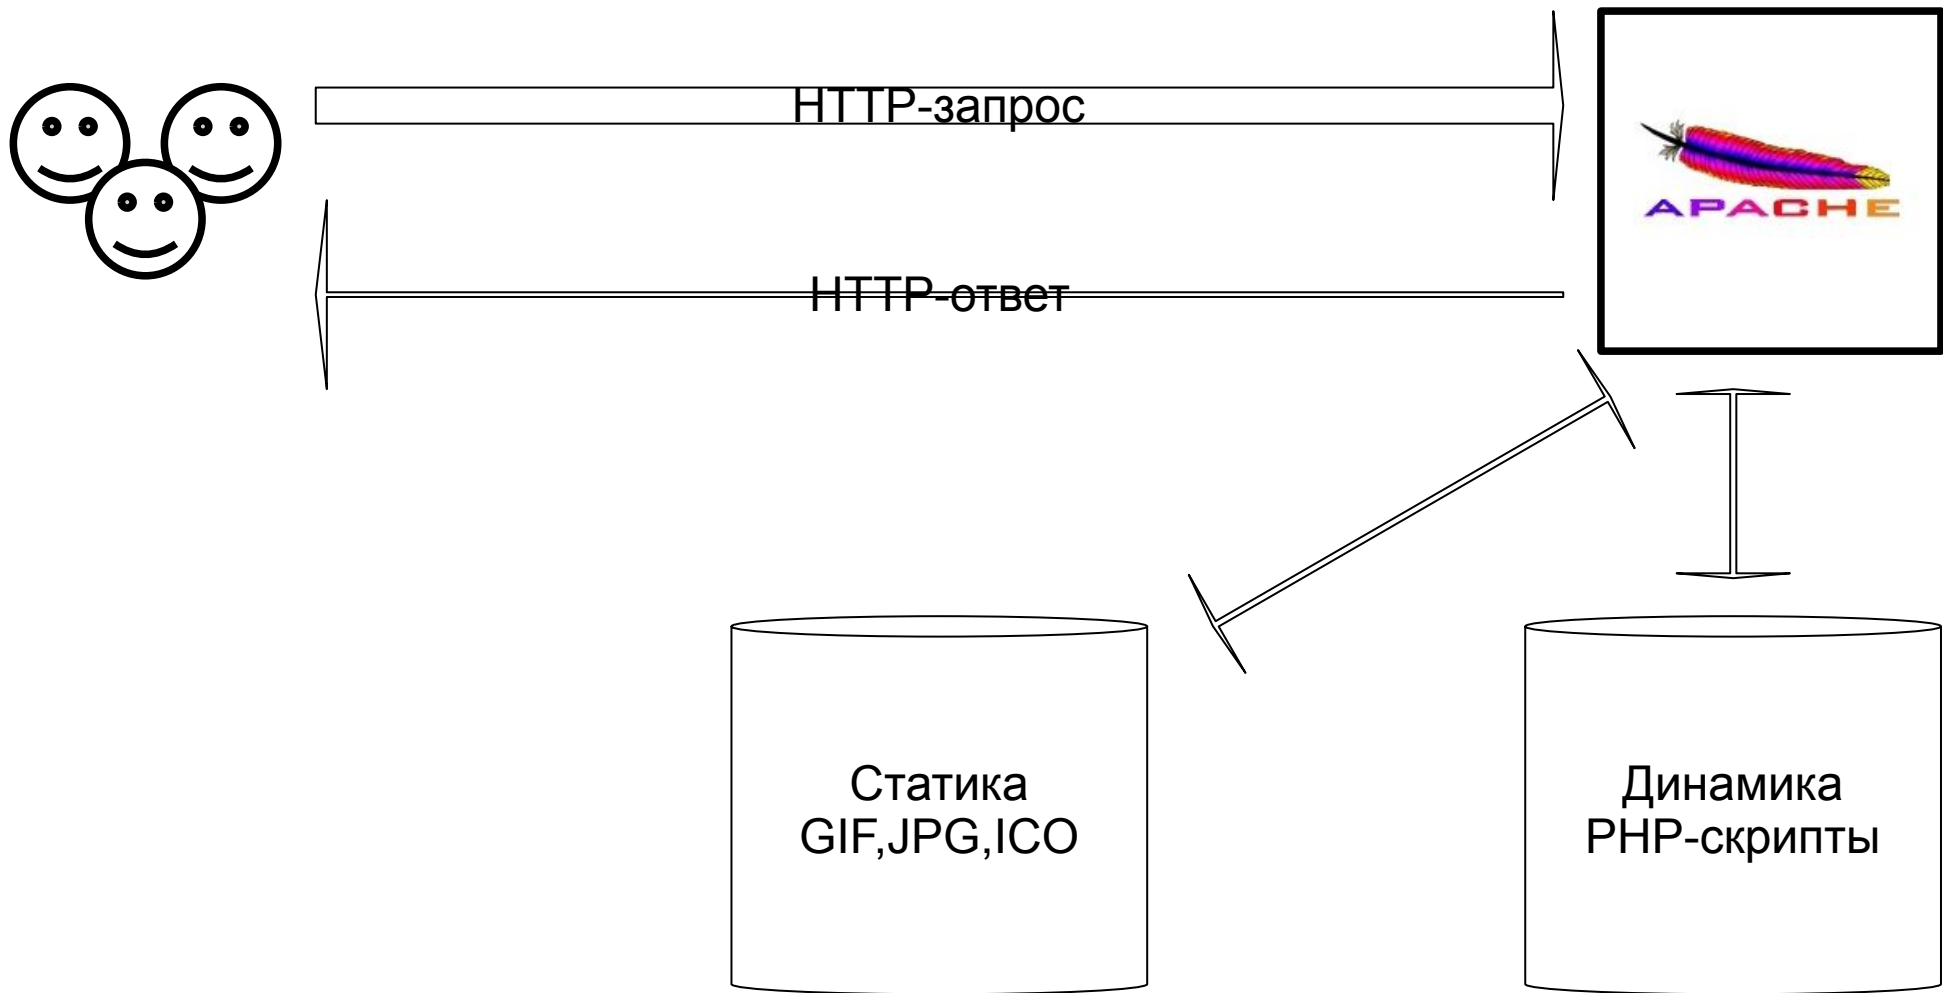 HTTP-запрос
APACHE
HTTP-ответ
Статика
GIF,JPG,ICO
Динамика
PHP-скрипты